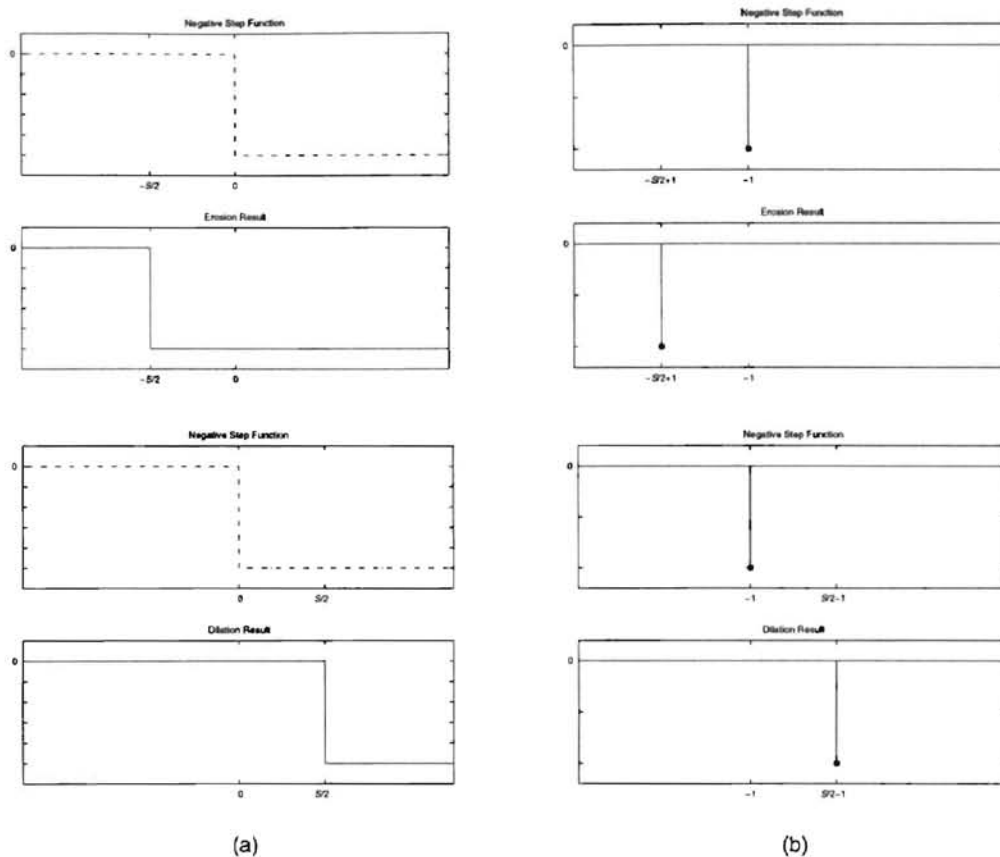 Negative Step Function
0
-S/2 0
Erosion Result
0
-S/2 0
Negative Step Function
0
0 S/2
Dilation Result
0
0 S/2
(a)
Negative Step Function
0
-S/2+1 -1
Erosion Result
0
-S/2+1 -1
Negative Step Function
0
-1 S/2-1
Dilation Result
0
-1 S/2-1
(b)